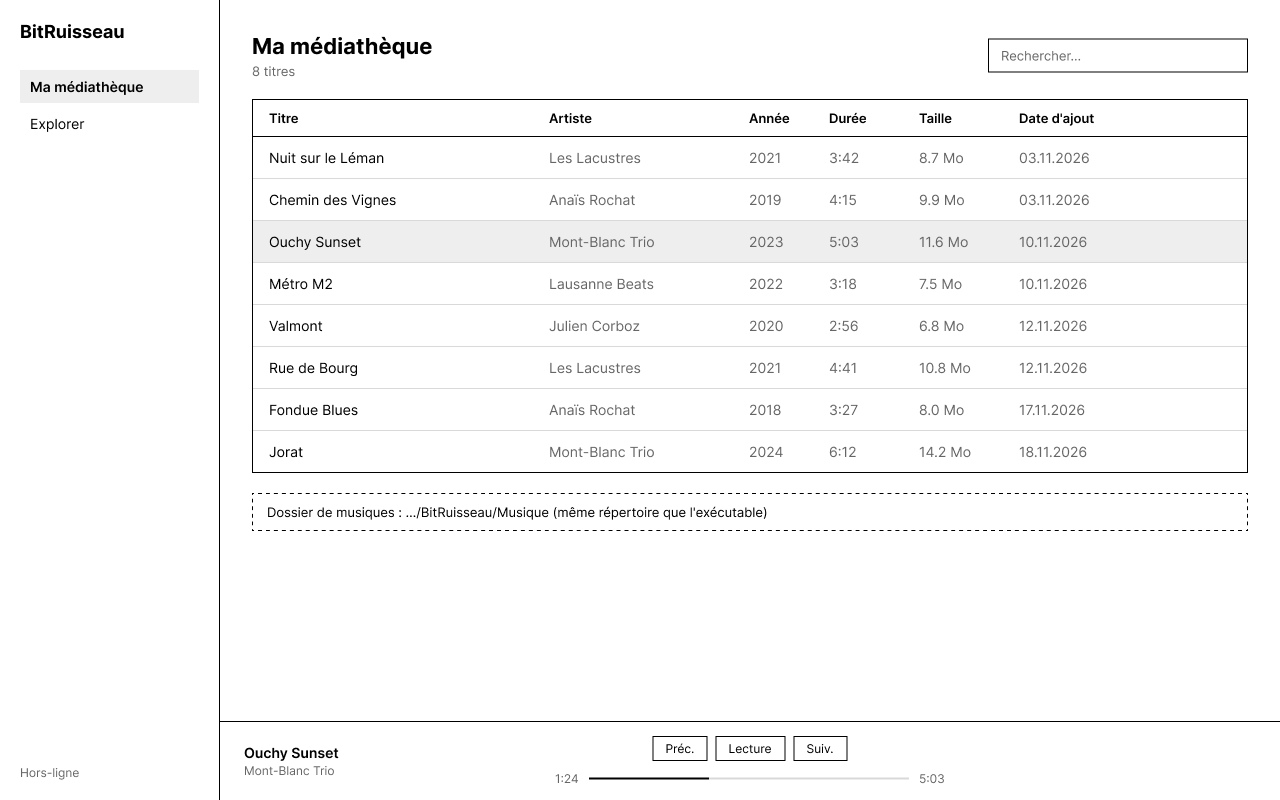 BitRuisseau
Ma médiathèque
Explorer
Hors-ligne
Ma médiathèque
8 titres
Rechercher...
Titre Artiste Année Durée Taille Date d'ajout
Nuit sur le Léman Les Lacustres 2021 3:42 8.7 Mo 03.11.2026
Chemin des Vignes Anaïs Rochat 2019 4:15 9.9 Mo 03.11.2026
Ouchy Sunset Mont-Blanc Trio 2023 5:03 11.6 Mo 10.11.2026
Métro M2 Lausanne Beats 2022 3:18 7.5 Mo 10.11.2026
Valmont Julien Corboz 2020 2:56 6.8 Mo 12.11.2026
Rue de Bourg Les Lacustres 2021 4:41 10.8 Mo 12.11.2026
Fondue Blues Anaïs Rochat 2018 3:27 8.0 Mo 17.11.2026
Jorat Mont-Blanc Trio 2024 6:12 14.2 Mo 18.11.2026
Dossier de musiques : .../BitRuisseau/Musique (même répertoire que l'exécutable)
Ouchy Sunset
Mont-Blanc Trio
Préc. Lecture Suiv.
1:24 5:03